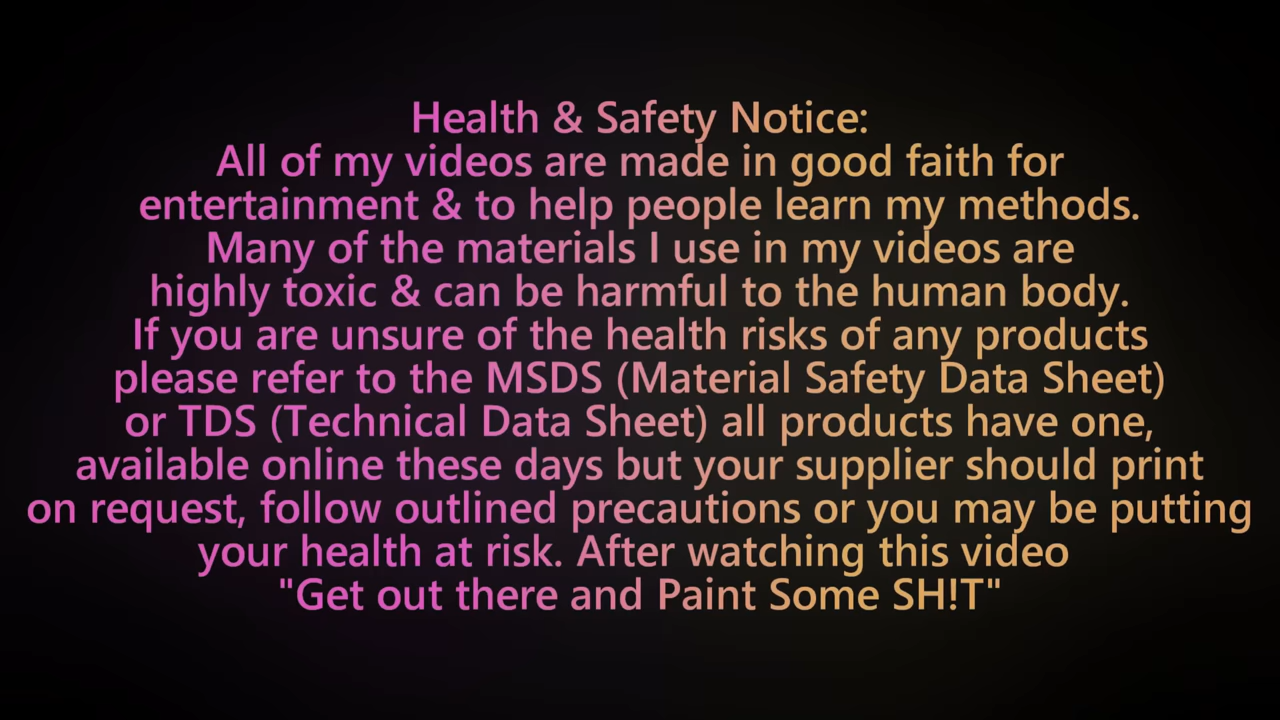 Health & Safety Notice:
All of my videos are made in good faith for
entertainment & to help people learn my methods.
Many of the materials I use in my videos are
highly toxic & can be harmful to the human body.
If you are unsure of the health risks of any products
please refer to the MSDS (Material Safety Data Sheet)
or TDS (Technical Data Sheet) all products have one,
available online these days but your supplier should print
on request, follow outlined precautions or you may be putting
your health at risk. After watching this video
"Get out there and Paint Some SH!T"